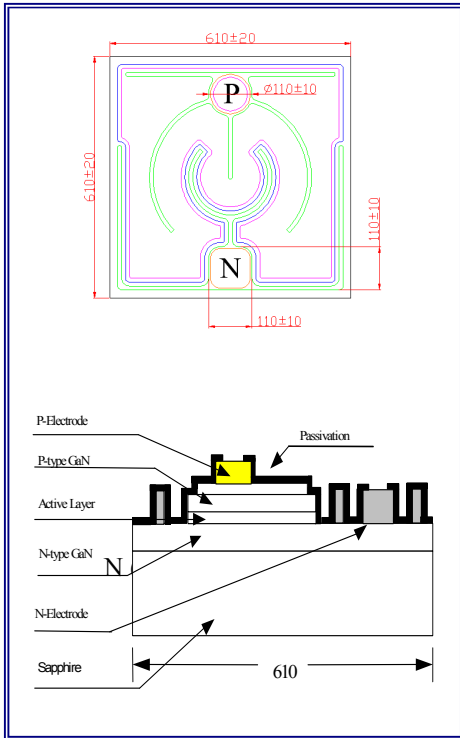 610±20
P
ø110±10
610±20
110±10
N
110±10
P-Electrode
Passivation
P-type GaN
Active Layer
N-type GaN
N
N-Electrode
Sapphire
610